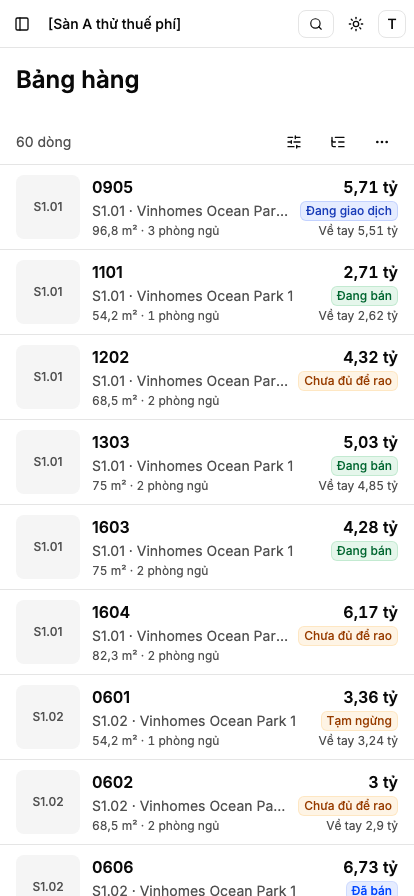 [Sàn A thử thuế phí]
T
Bảng hàng
60 dòng
S1.01
0905
5,71 tỷ
S1.01 · Vinhomes Ocean Par...
Đang giao dịch
96,8 m² · 3 phòng ngủ
Về tay 5,51 tỷ
S1.01
1101
2,71 tỷ
S1.01 · Vinhomes Ocean Park 1
Đang bán
54,2 m² · 1 phòng ngủ
Về tay 2,62 tỷ
S1.01
1202
4,32 tỷ
S1.01 · Vinhomes Ocean Par...
Chưa đủ để rao
68,5 m² · 2 phòng ngủ
S1.01
1303
5,03 tỷ
S1.01 · Vinhomes Ocean Park 1
Đang bán
75 m² · 2 phòng ngủ
Về tay 4,85 tỷ
S1.01
1603
4,28 tỷ
S1.01 · Vinhomes Ocean Park 1
Đang bán
75 m² · 2 phòng ngủ
S1.01
1604
6,17 tỷ
S1.01 · Vinhomes Ocean Par...
Chưa đủ để rao
82,3 m² · 2 phòng ngủ
S1.02
0601
3,36 tỷ
S1.02 · Vinhomes Ocean Park 1
Tạm ngừng
54,2 m² · 1 phòng ngủ
Về tay 3,24 tỷ
S1.02
0602
3 tỷ
S1.02 · Vinhomes Ocean Pa...
Chưa đủ để rao
68,5 m² · 2 phòng ngủ
Về tay 2,9 tỷ
S1.02
0606
6,73 tỷ
S1.02 · Vinhomes Ocean Park 1
Đã bán